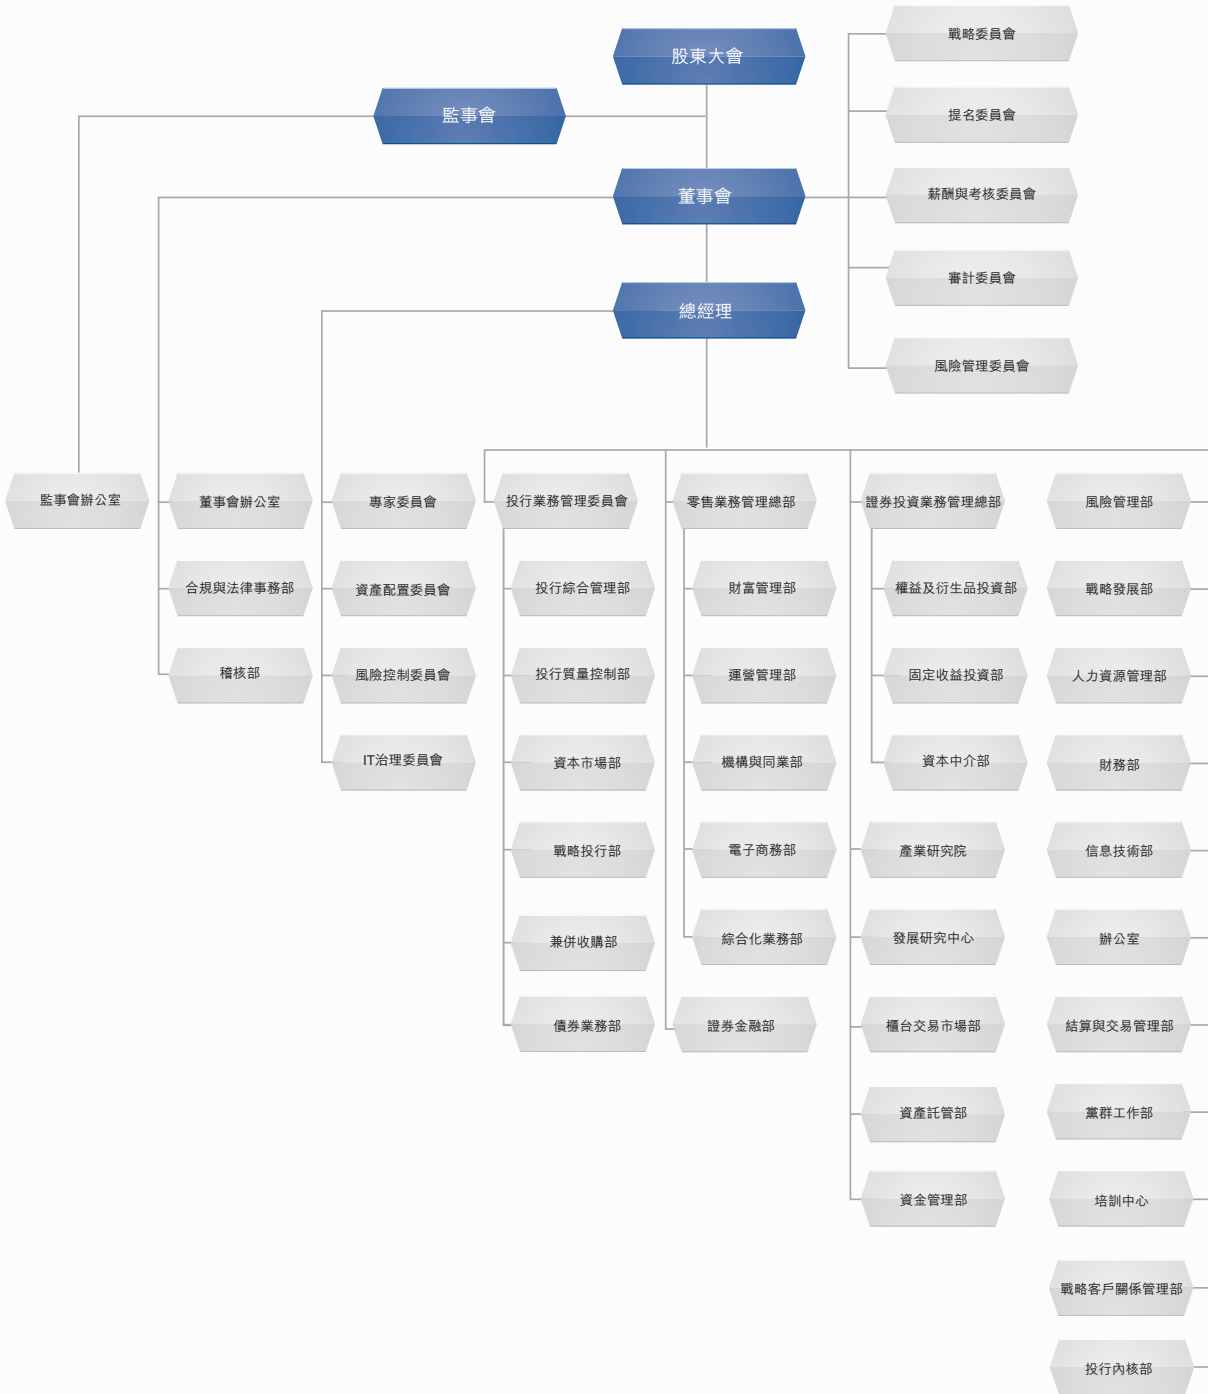 股東大會
監事會
董事會
總經理
戰略委員會
提名委員會
薪酬與考核委員會
審計委員會
風險管理委員會
監事會辦公室
董事會辦公室
合規與法律事務部
稽核部
專家委員會
資產配置委員會
風險控制委員會
IT治理委員會
投行業務管理委員會
投行綜合管理部
投行質量控制部
資本市場部
戰略投行部
兼併收購部
債券業務部
零售業務管理總部
財富管理部
運營管理部
機構與同業部
電子商務部
綜合化業務部
證券金融部
證券投資業務管理總部
權益及衍生品投資部
固定收益投資部
資本中介部
產業研究院
發展研究中心
櫃台交易市場部
資產託管部
資金管理部
風險管理部
戰略發展部
人力資源管理部
財務部
信息技術部
辦公室
結算與交易管理部
黨群工作部
培訓中心
戰略客戶關係管理部
投行內核部